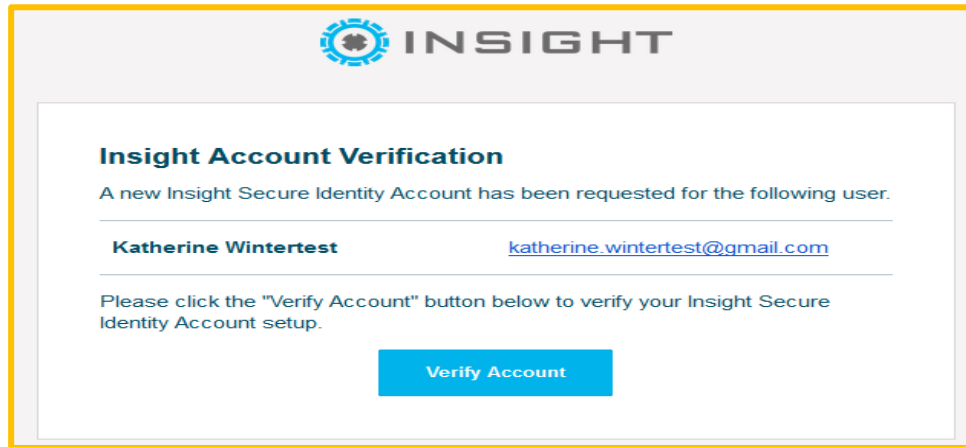 INSIGHT
Insight Account Verification
A new Insight Secure Identity Account has been requested for the following user.
Katherine Wintertest katherine.wintertest@gmail.com
Please click the "Verify Account" button below to verify your Insight Secure
Identity Account setup.
Verify Account